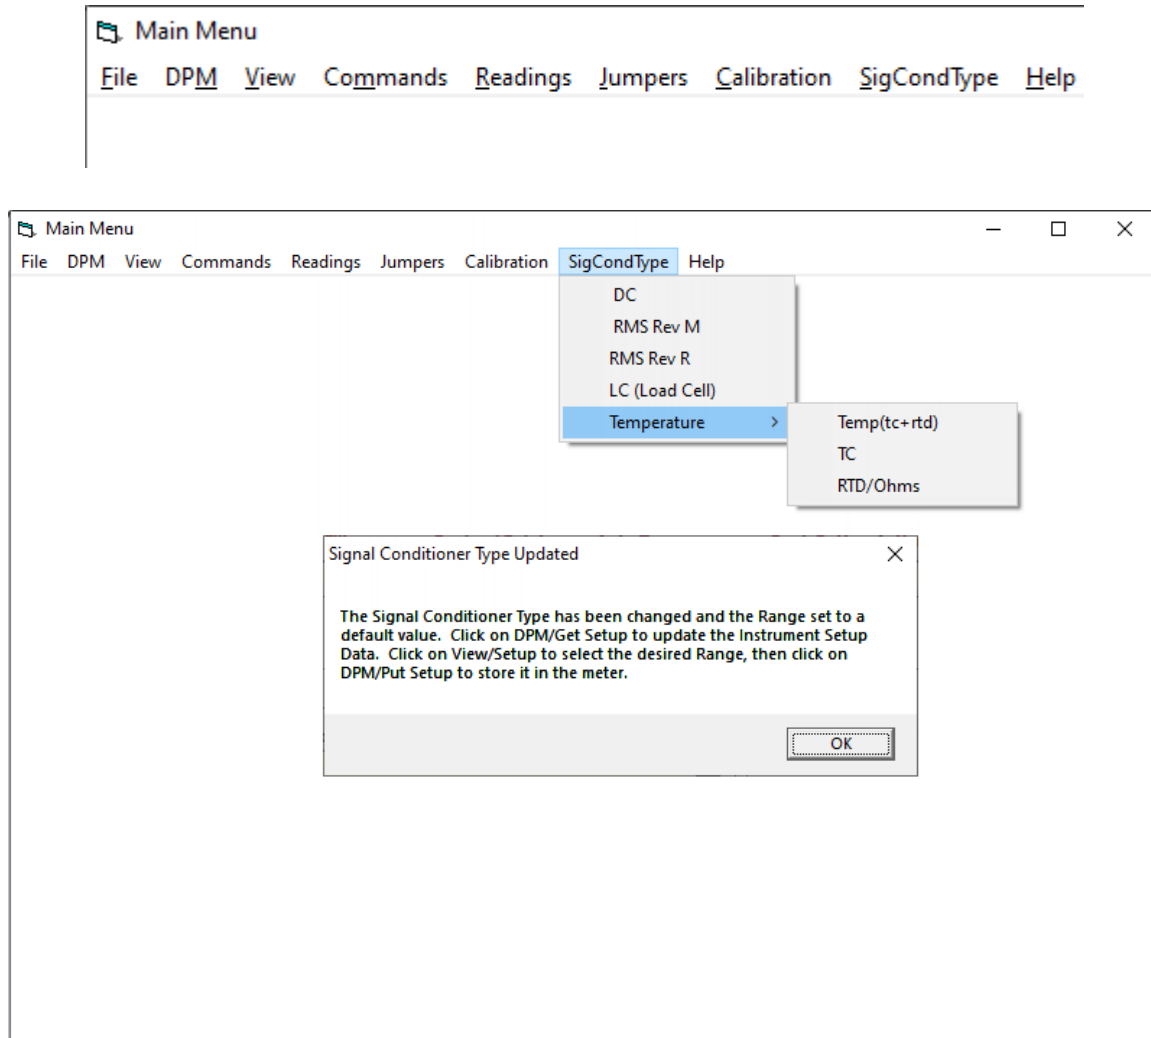 Main Menu
File DPM View Commands Readings Jumpers Calibration SigCondType Help
Main Menu
File DPM View Commands Readings Jumpers Calibration SigCondType Help
DC
RMS Rev M
RMS Rev R
LC (Load Cell)
Temperature
Temp(tc+rtd)
TC
RTD/Ohms
Signal Conditioner Type Updated
The Signal Conditioner Type has been changed and the Range set to a
default value. Click on DPM/Get Setup to update the Instrument Setup
Data. Click on View/Setup to select the desired Range, then click on
DPM/Put Setup to store it in the meter.
OK